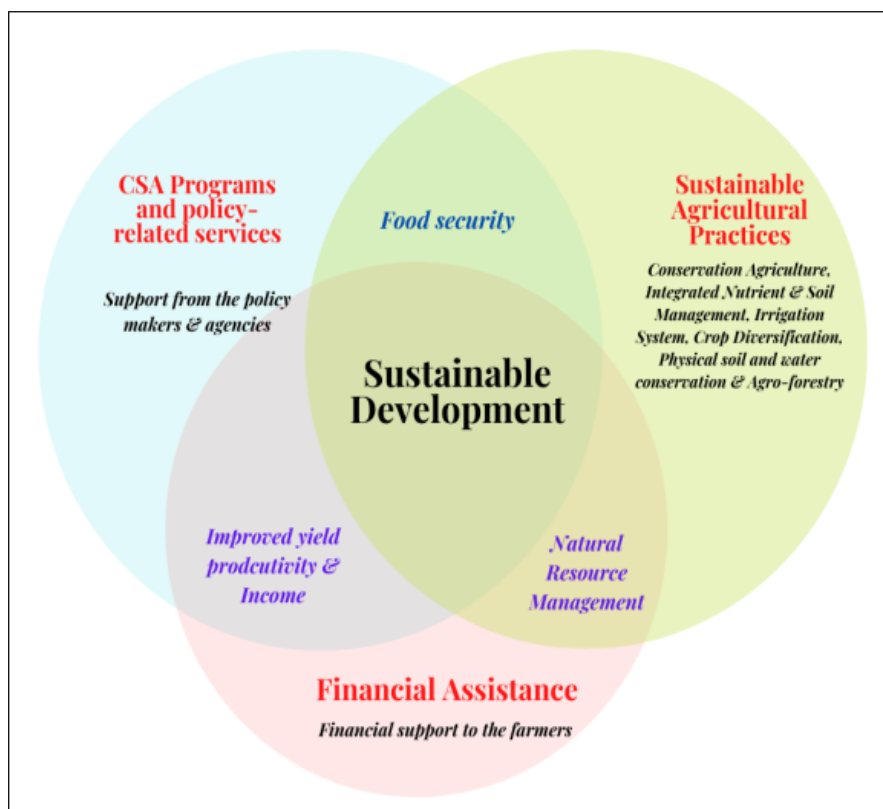 CSA Programs
and policy-
related services
Support from the policy
makers & agencies
Food security
Sustainable
Agricultural
Practices
Conservation Agriculture,
Integrated Nutrient & Soil
Management, Irrigation
System, Crop Diversification,
Physical soil and water
conservation & Agro-forestry
Sustainable
Development
Improved yield
prodcutivity &
Income
Natural
Resource
Management
Financial Assistance
Financial support to the farmers